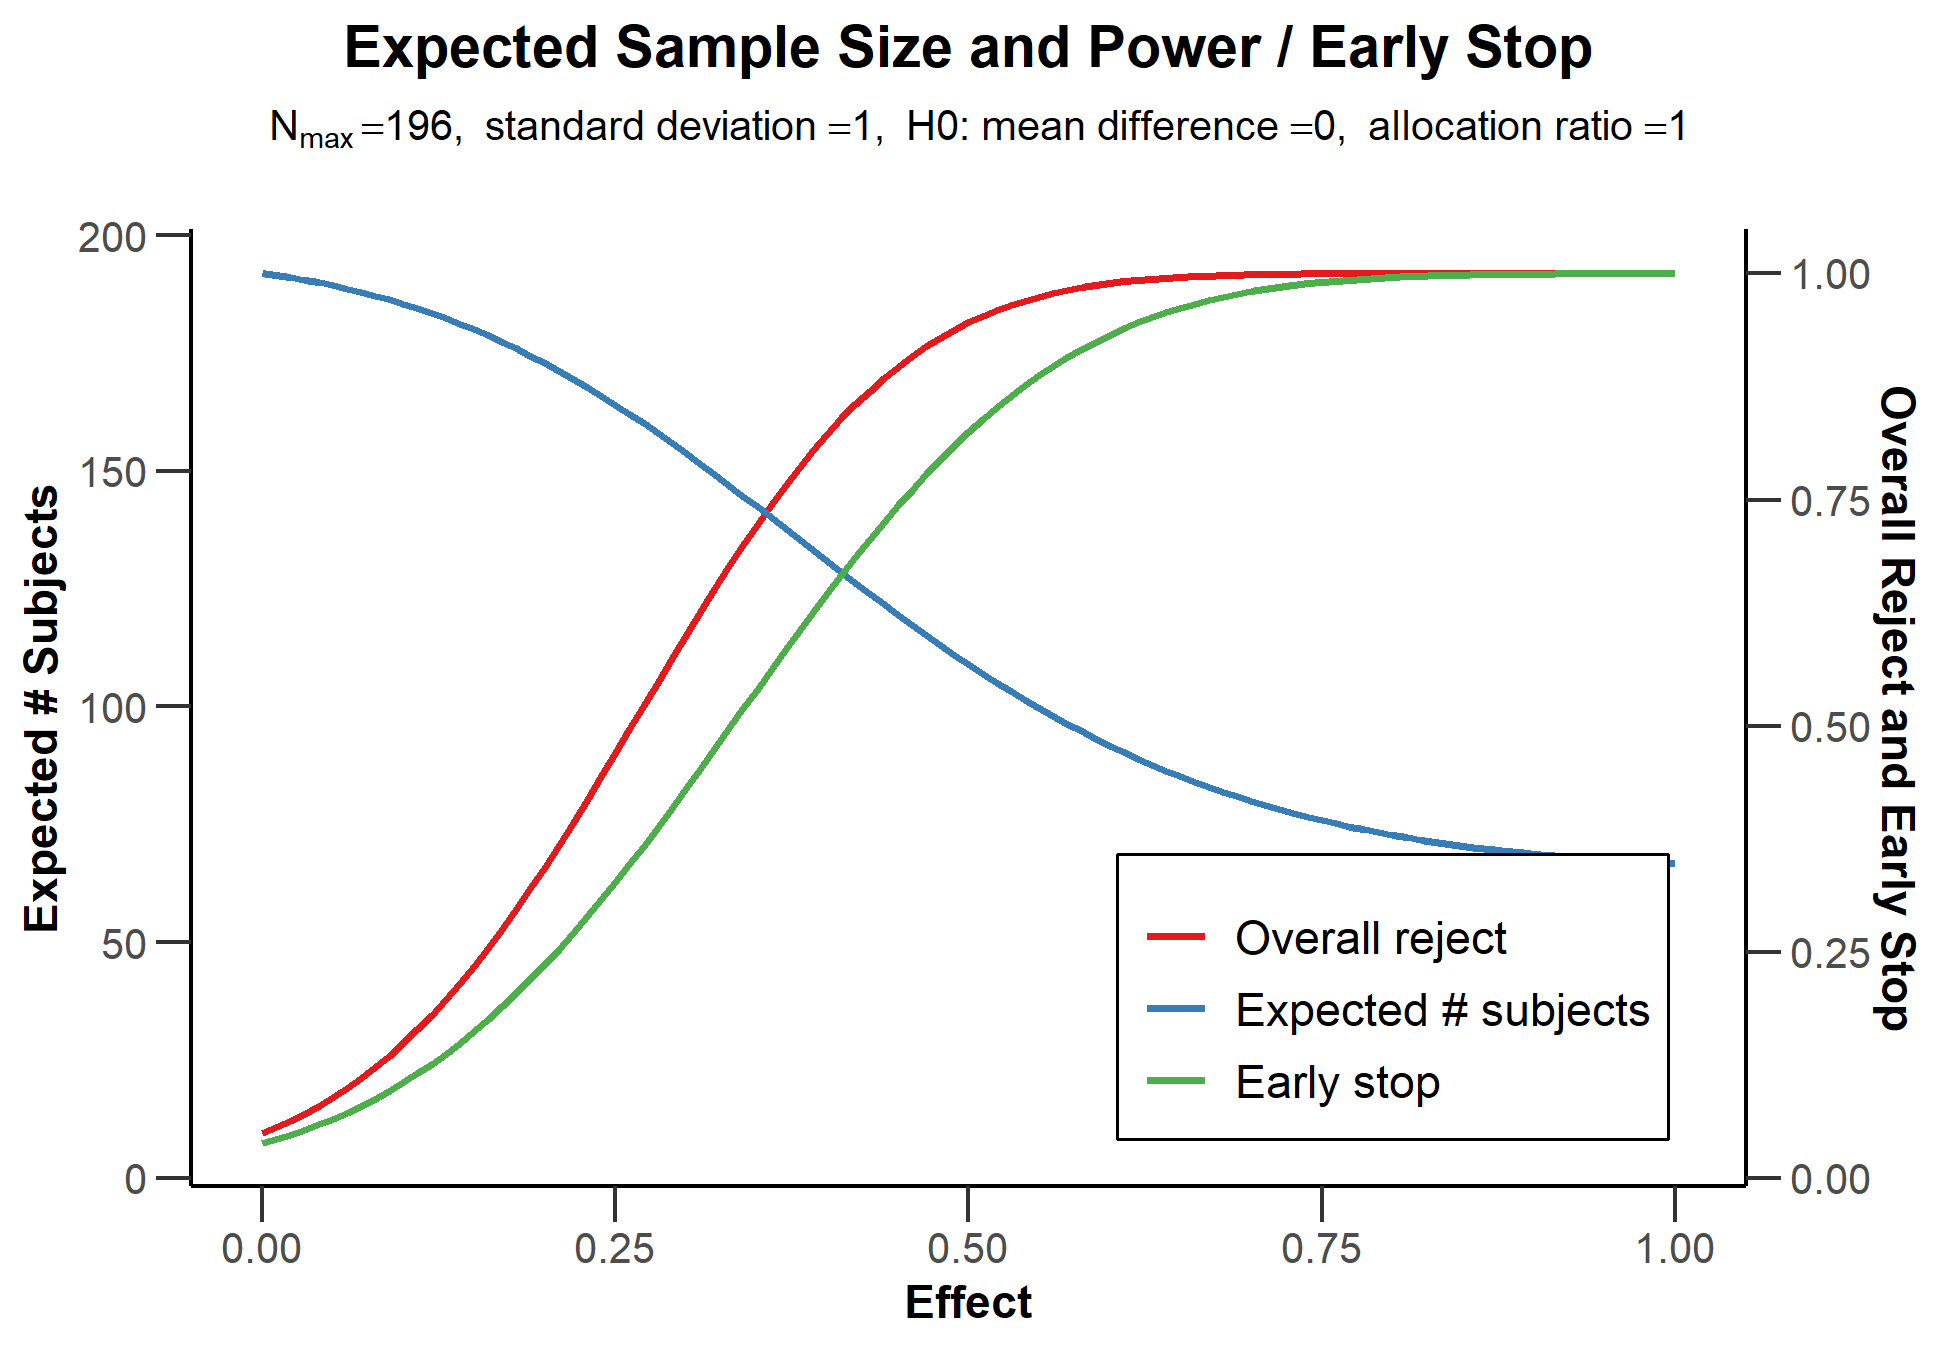 Expected Sample Size and Power / Early Stop
Nmax =196, standard deviation =1, H0: mean difference =0, allocation ratio =1
Expected # Subjects
200
150
100
50
0
1.00
0.75
0.50
0.25
0.00
Overall Reject and Early Stop
Overall reject
Expected # subjects
Early stop
0.00 0.25 0.50 0.75 1.00
Effect